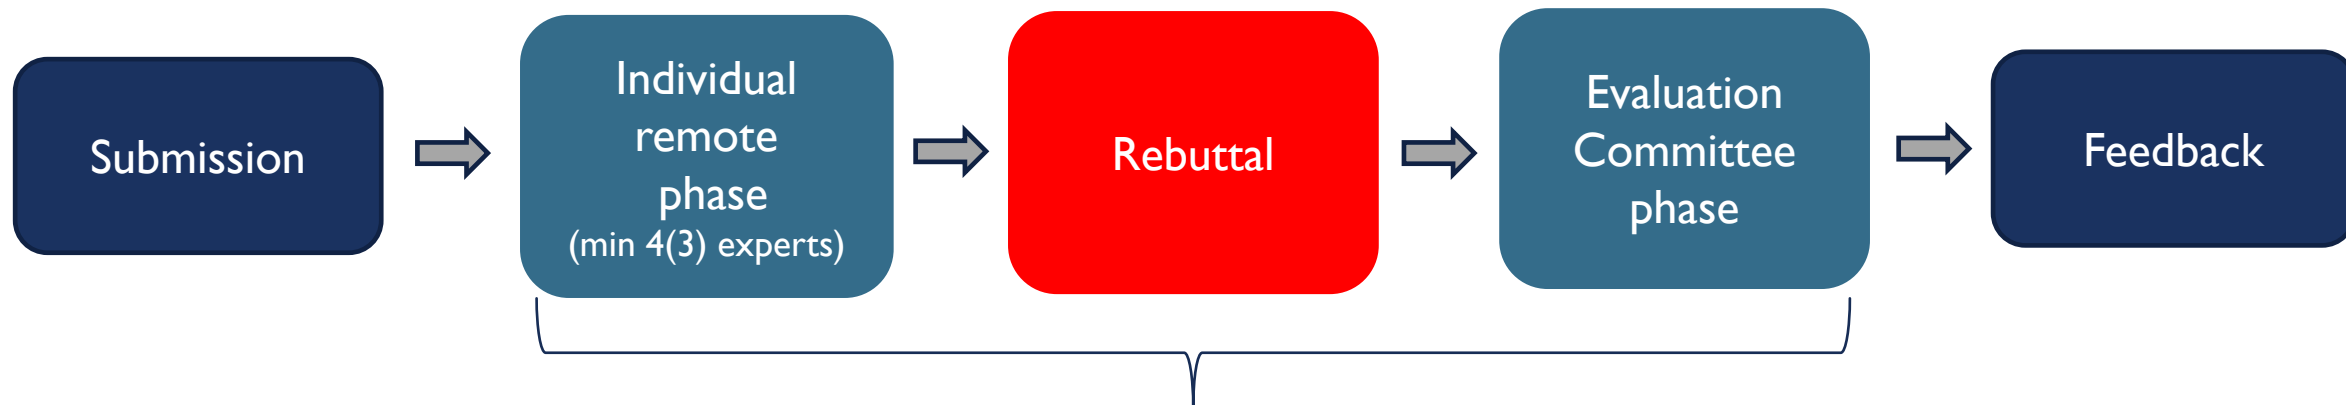 Submission
Individual
remote
phase
(min 4(3) experts)
Rebuttal
Evaluation
Committee
phase
Feedback